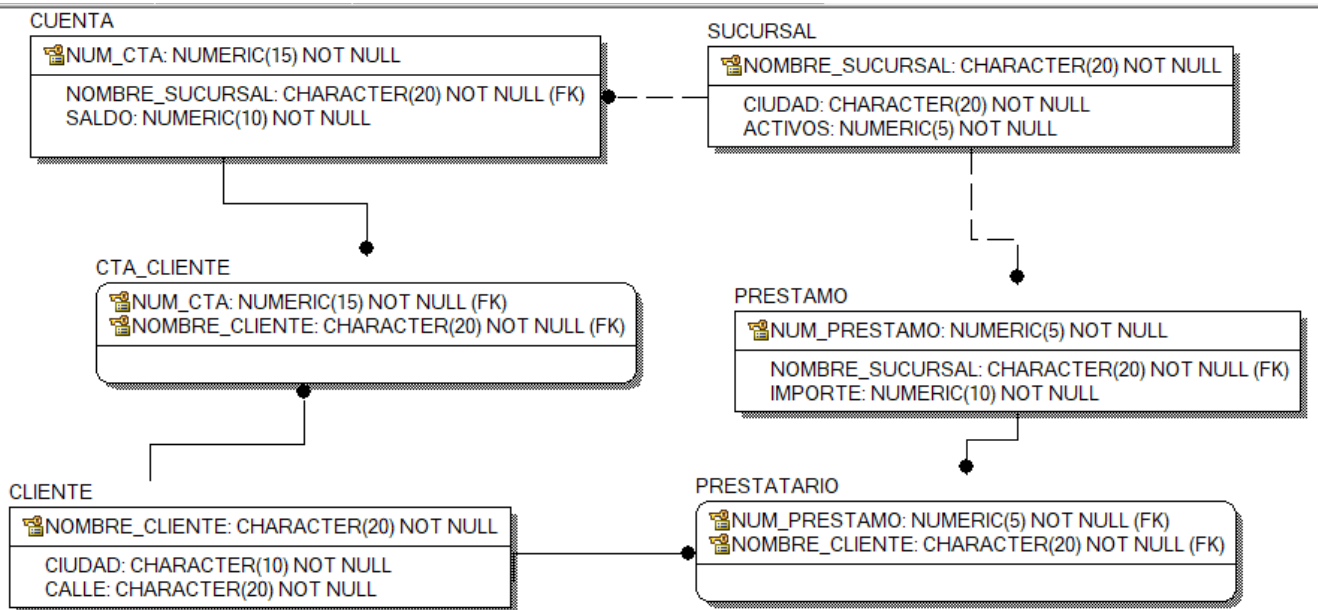 CUENTA
NUM_CTA: NUMERIC(15) NOT NULL
NOMBRE_SUCURSAL: CHARACTER(20) NOT NULL (FK)
SALDO: NUMERIC(10) NOT NULL
SUCURSAL
NOMBRE_SUCURSAL: CHARACTER(20) NOT NULL
CIUDAD: CHARACTER(20) NOT NULL
ACTIVOS: NUMERIC(5) NOT NULL
CTA_CLIENTE
NUM_CTA: NUMERIC(15) NOT NULL (FK)
NOMBRE_CLIENTE: CHARACTER(20) NOT NULL (FK)
PRESTAMO
NUM_PRESTAMO: NUMERIC(5) NOT NULL
NOMBRE_SUCURSAL: CHARACTER(20) NOT NULL (FK)
IMPORTE: NUMERIC(10) NOT NULL
CLIENTE
NOMBRE_CLIENTE: CHARACTER(20) NOT NULL
CIUDAD: CHARACTER(10) NOT NULL
CALLE: CHARACTER(20) NOT NULL
PRESTATARIO
NUM_PRESTAMO: NUMERIC(5) NOT NULL (FK)
NOMBRE_CLIENTE: CHARACTER(20) NOT NULL (FK)